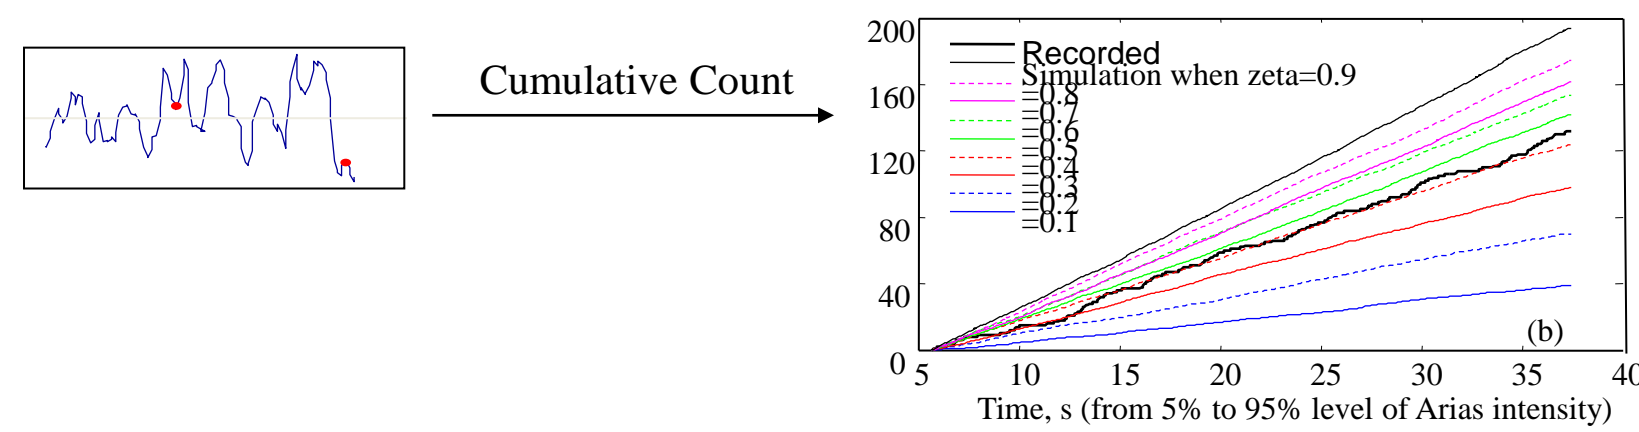 Cumulative Count
200
160
120
80
40
0
Recorded
Simulation when zeta=0.9
=0.8
=0.7
=0.6
=0.5
=0.4
=0.3
=0.2
=0.1
(b)
5 10 15 20 25 30 35 40
Time, s (from 5% to 95% level of Arias intensity)